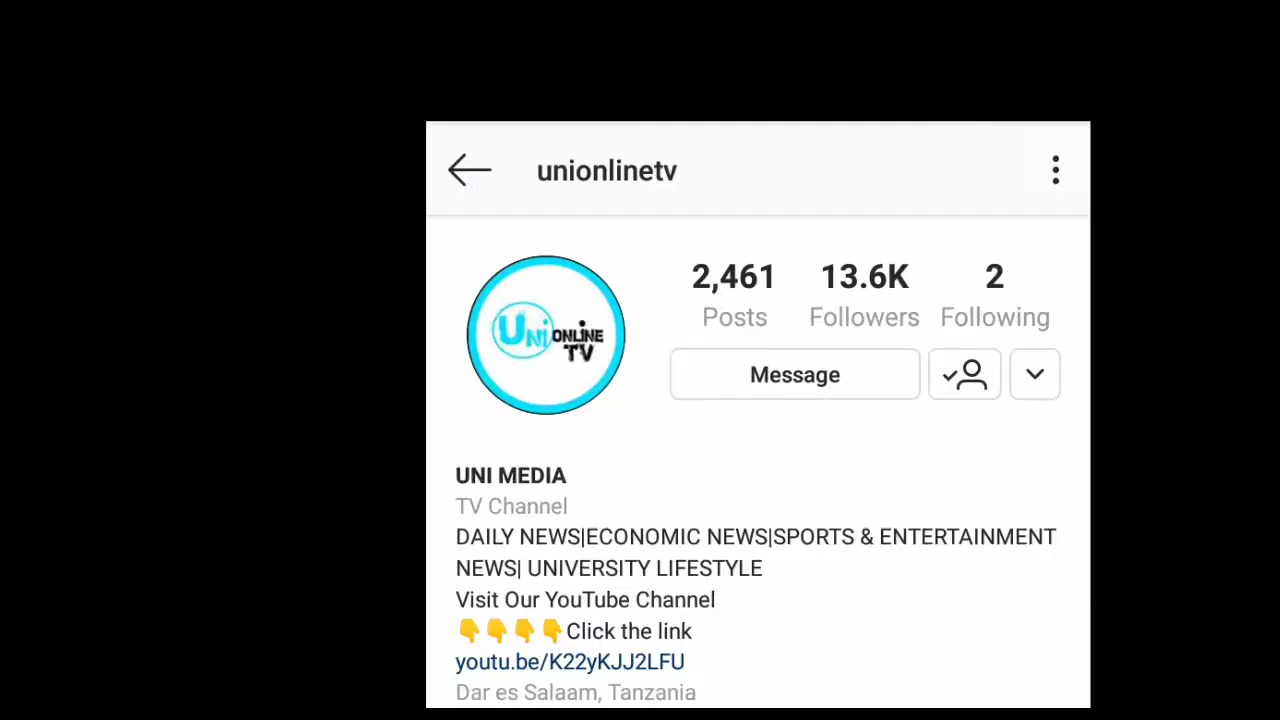 unionlinetv
2,461 13.6K 2
Posts Followers Following
Uni ONLINE
TV
Message
UNI MEDIA
TV Channel
DAILY NEWS|ECONOMIC NEWS|SPORTS & ENTERTAINMENT
NEWS| UNIVERSITY LIFESTYLE
Visit Our YouTube Channel
👇👇👇👇Click the link
youtu.be/K22yKJJ2LFU
Dar es Salaam, Tanzania